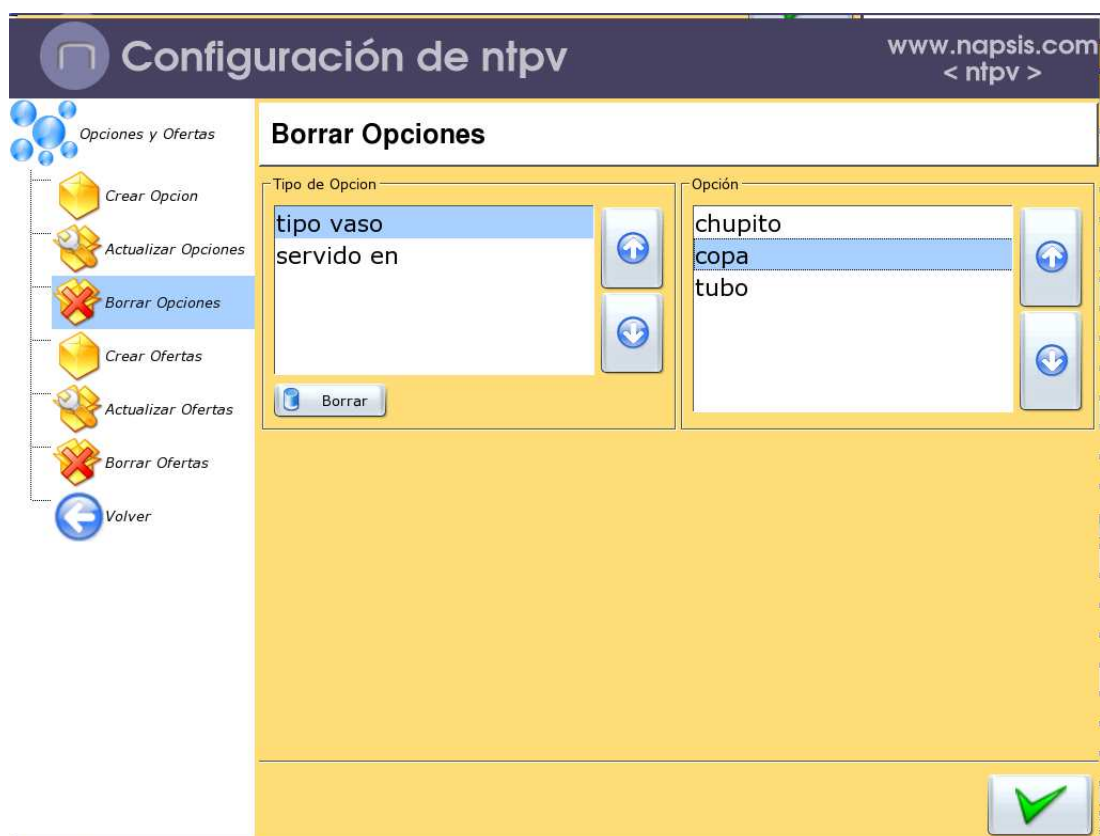 Configuración de ntpv
www.napsis.com
< ntpv >
Opciones y Ofertas
Crear Opcion
Actualizar Opciones
Borrar Opciones
Crear Ofertas
Actualizar Ofertas
Borrar Ofertas
Volver
Borrar Opciones
Tipo de Opcion
tipo vaso
servido en
Borrar
Opción
chupito
copa
tubo